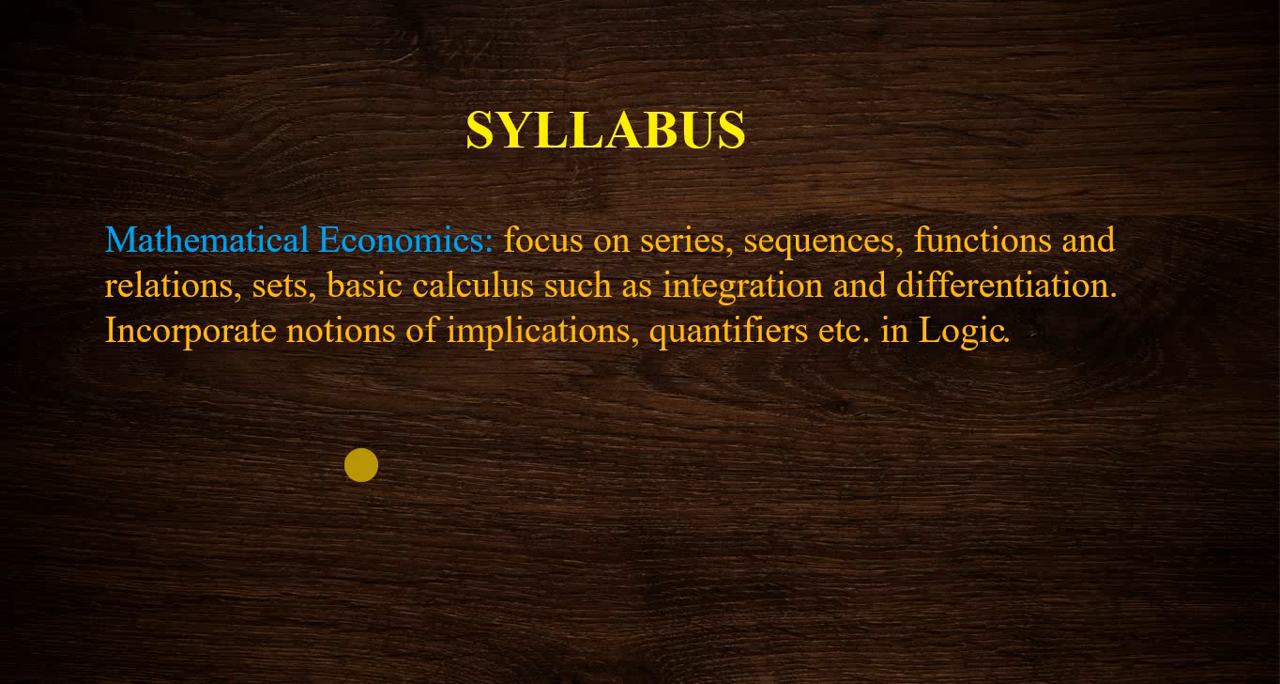 SYLLABUS
Mathematical Economics: focus on series, sequences, functions and
relations, sets, basic calculus such as integration and differentiation.
Incorporate notions of implications, quantifiers etc. in Logic.